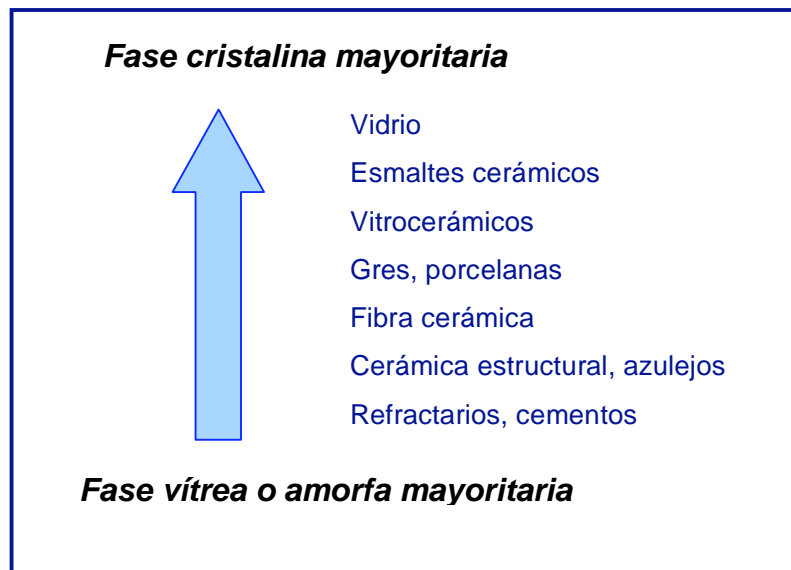 Fase cristalina mayoritaria
Vidrio
Esmaltes cerámicos
Vitrocerámicos
Gres, porcelanas
Fibra cerámica
Cerámica estructural, azulejos
Refractarios, cementos
Fase vítrea o amorfa mayoritaria